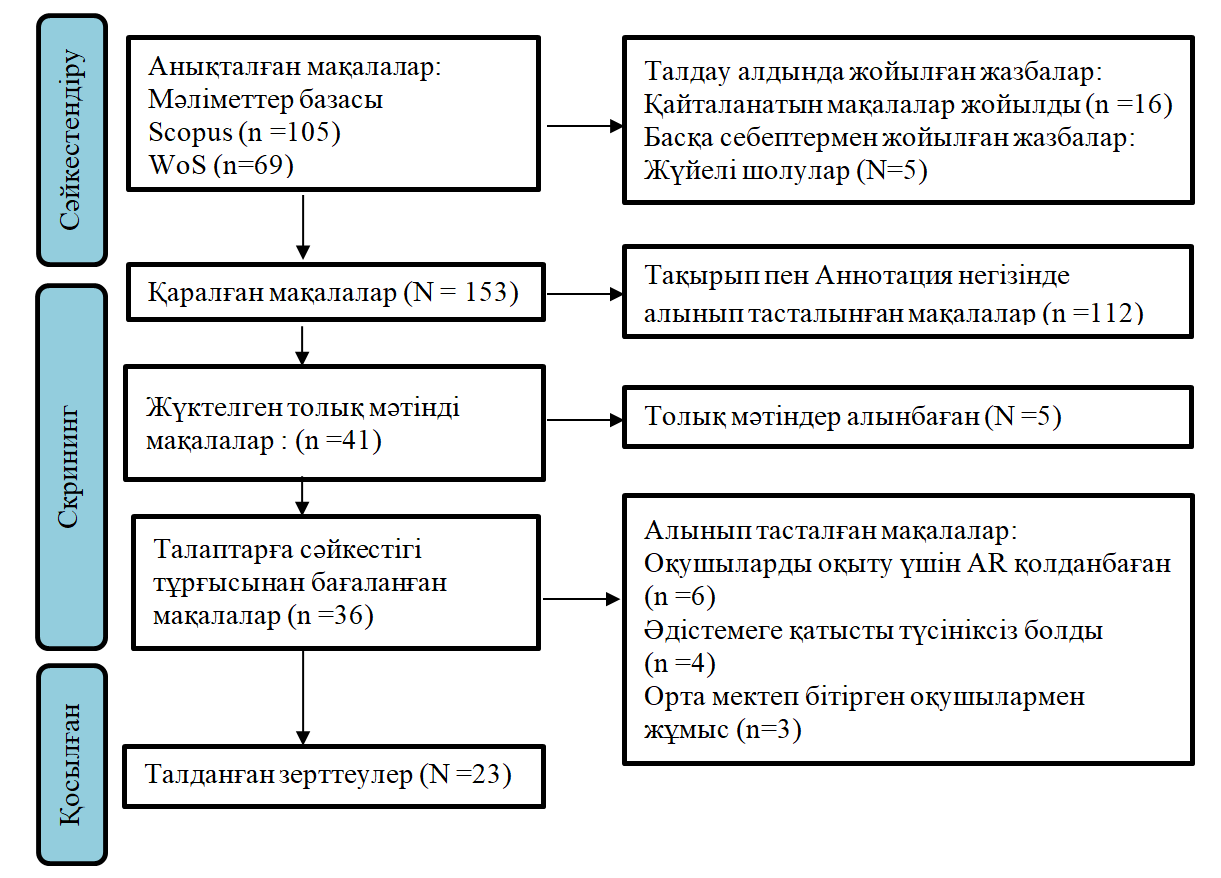 Сәйкестендіру
Анықталған мақалалар:
Мәліметтер базасы
Scopus (n =105)
WoS (n=69)
Талдау алдында жойылған жазбалар:
Қайталанатын мақалалар жойылды (n =16)
Басқа себептермен жойылған жазбалар:
Жүйелі шолулар (N=5)
Скрининг
Қаралған мақалалар (N = 153)
Тақырып пен Аннотация негізінде
алынып тасталынған мақалалар (n =112)
Жүктелген толық мәтінді
мақалалар : (n =41)
Толық мәтіндер алынбаған (N =5)
Талаптарға сәйкестігі
тұрғысынан бағаланған
мақалалар (n =36)
Алынып тасталған мақалалар:
Оқушыларды оқыту үшін AR қолданбаған
(n =6)
Әдістемеге қатысты түсініксіз болды
(n =4)
Орта мектеп бітірген оқушылармен
жұмыс (n=3)
Қосылған
Талданған зерттеулер (N =23)